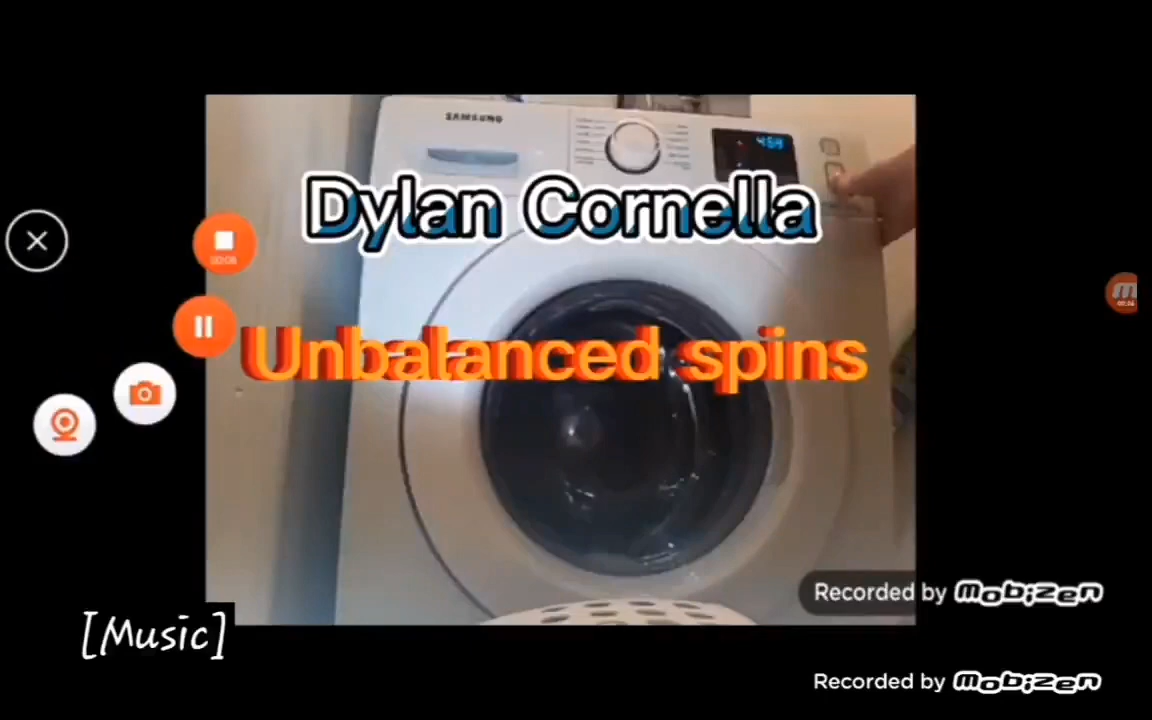 SAMSUNG
Dylan Cornella
Unbalanced spins
Recorded by mobizen
[Music]
Recorded by mobizen